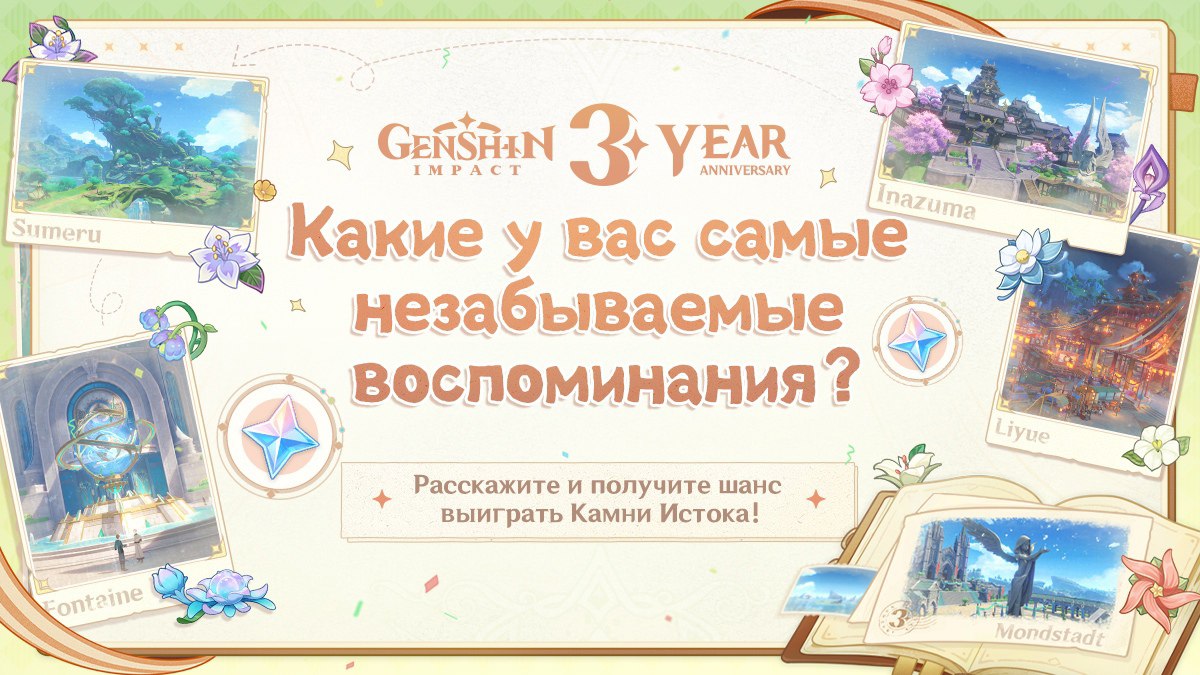 GENSHIN
IMPACT
3 YEAR
ANNIVERSARY
Какие у вас самые
незабываемые
воспоминания?
Расскажите и получите шанс
выиграть Камни Истока!
Sumeru
Inazuma
Fontaine
Liyue
3
Mondstadt